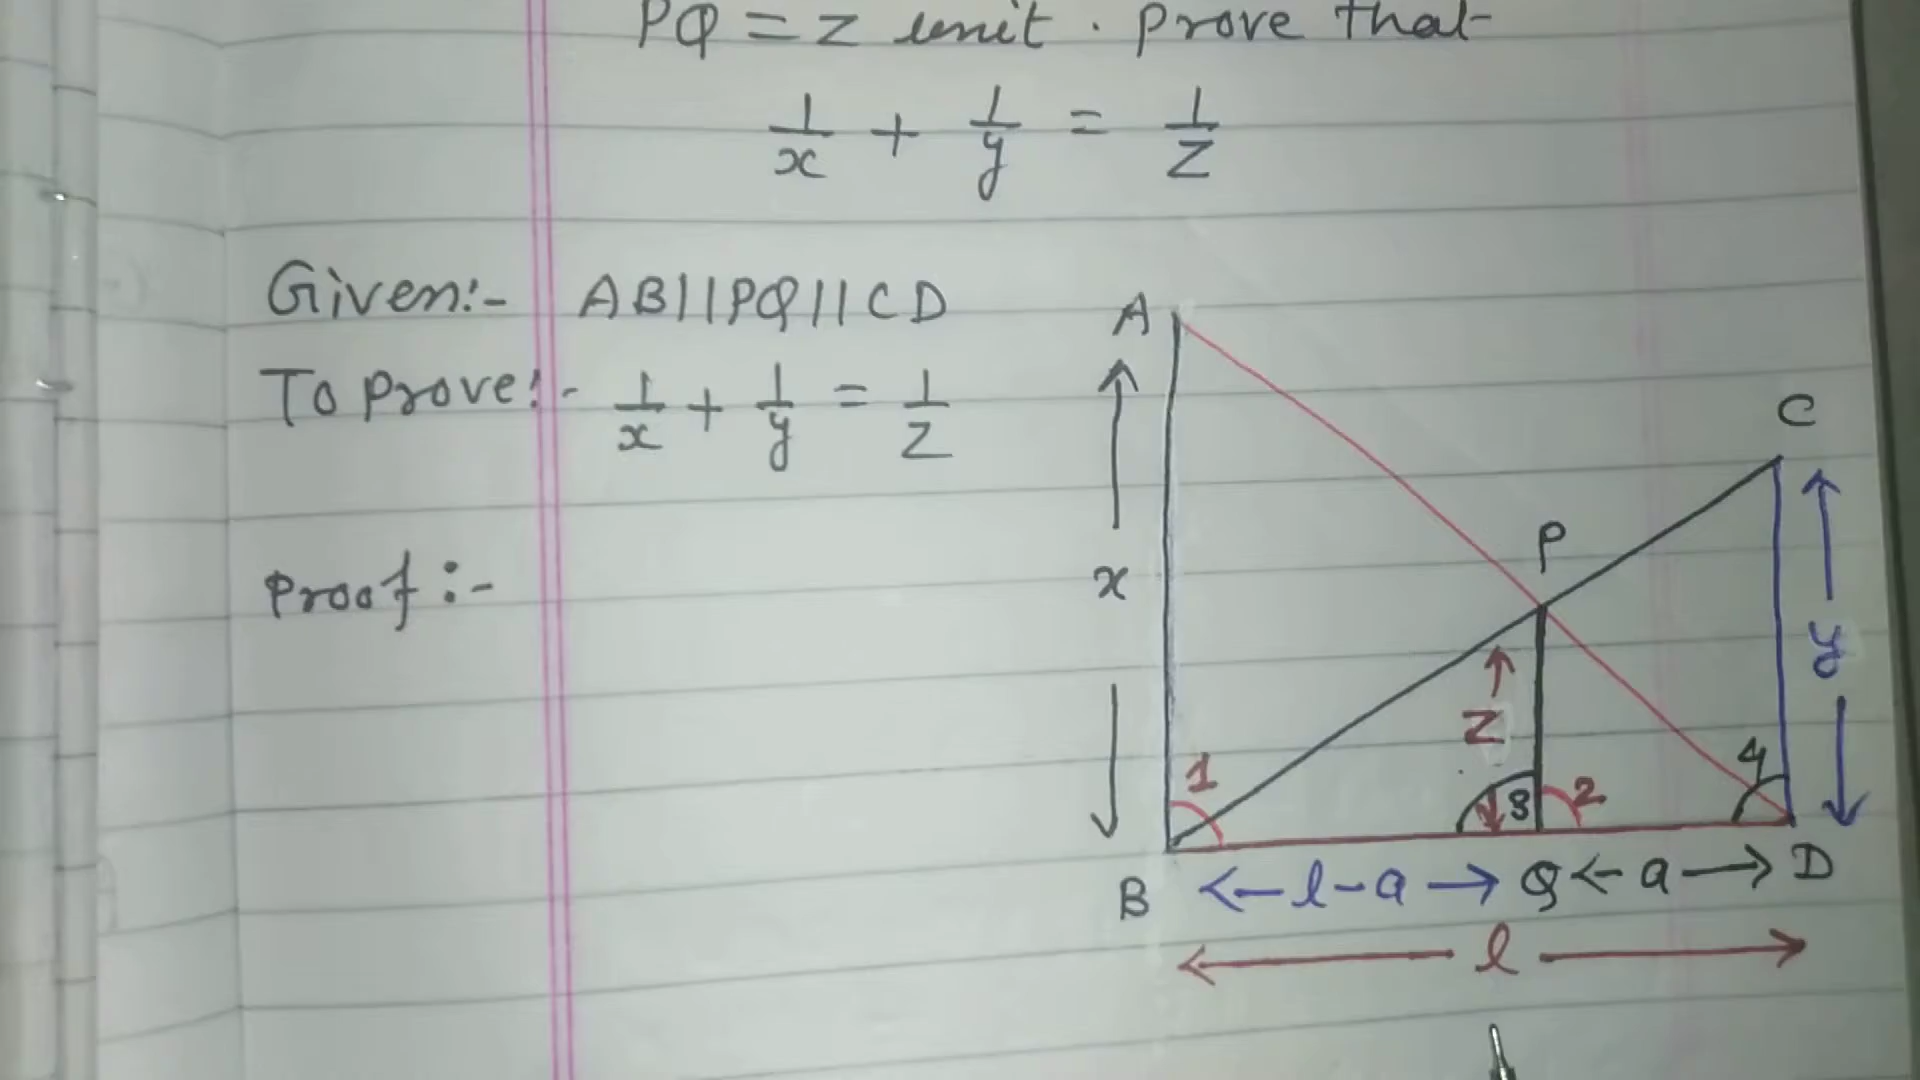 PQ = z unit. prove that
1/x + 1/y = 1/z
Given:- AB||PQ||CD
To prove:- 1/x + 1/y = 1/z
Proof :-
A
C
P
x
y
z
1
3
2
4
B
l-a
Q
a
D
l